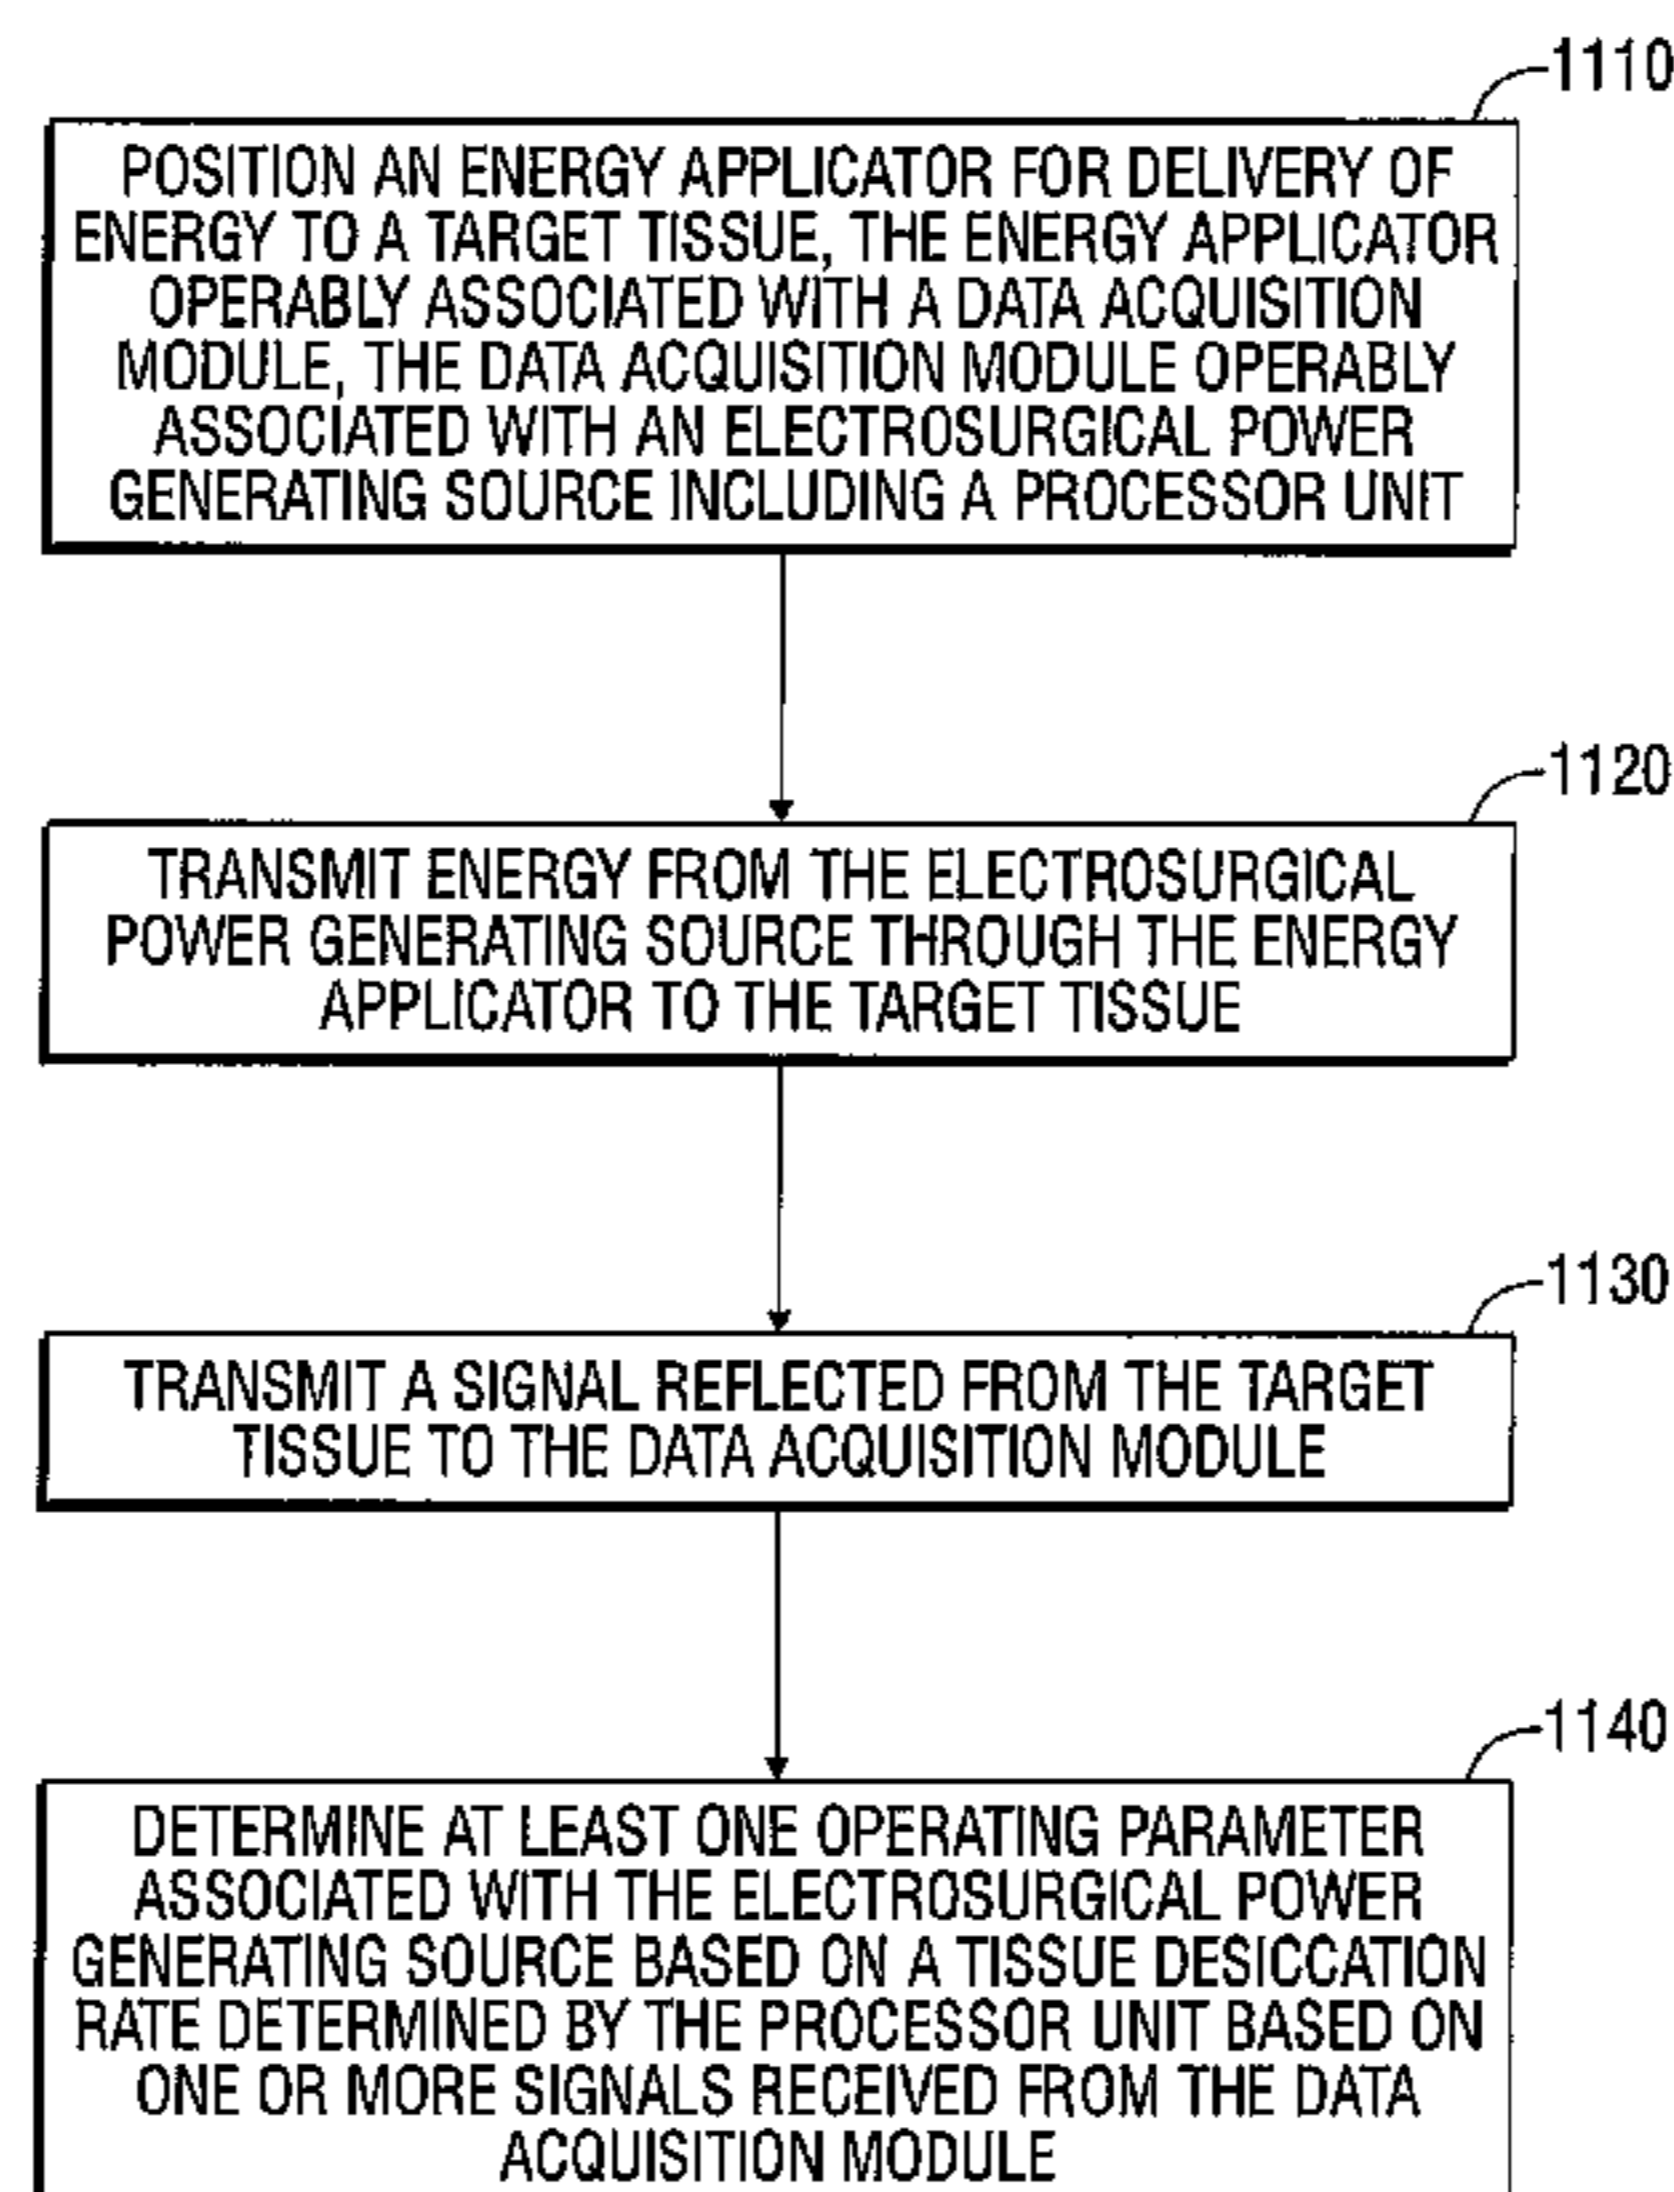 1110
POSITION AN ENERGY APPLICATOR FOR DELIVERY OF
ENERGY TO A TARGET TISSUE, THE ENERGY APPLICATOR
OPERABLY ASSOCIATED WITH A DATA ACQUISITION
MODULE, THE DATA ACQUISITION MODULE OPERABLY
ASSOCIATED WITH AN ELECTROSURGICAL POWER
GENERATING SOURCE INCLUDING A PROCESSOR UNIT
1120
TRANSMIT ENERGY FROM THE ELECTROSURGICAL
POWER GENERATING SOURCE THROUGH THE ENERGY
APPLICATOR TO THE TARGET TISSUE
1130
TRANSMIT A SIGNAL REFLECTED FROM THE TARGET
TISSUE TO THE DATA ACQUISITION MODULE
1140
DETERMINE AT LEAST ONE OPERATING PARAMETER
ASSOCIATED WITH THE ELECTROSURGICAL POWER
GENERATING SOURCE BASED ON A TISSUE DESICCATION
RATE DETERMINED BY THE PROCESSOR UNIT BASED ON
ONE OR MORE SIGNALS RECEIVED FROM THE DATA
ACQUISITION MODULE